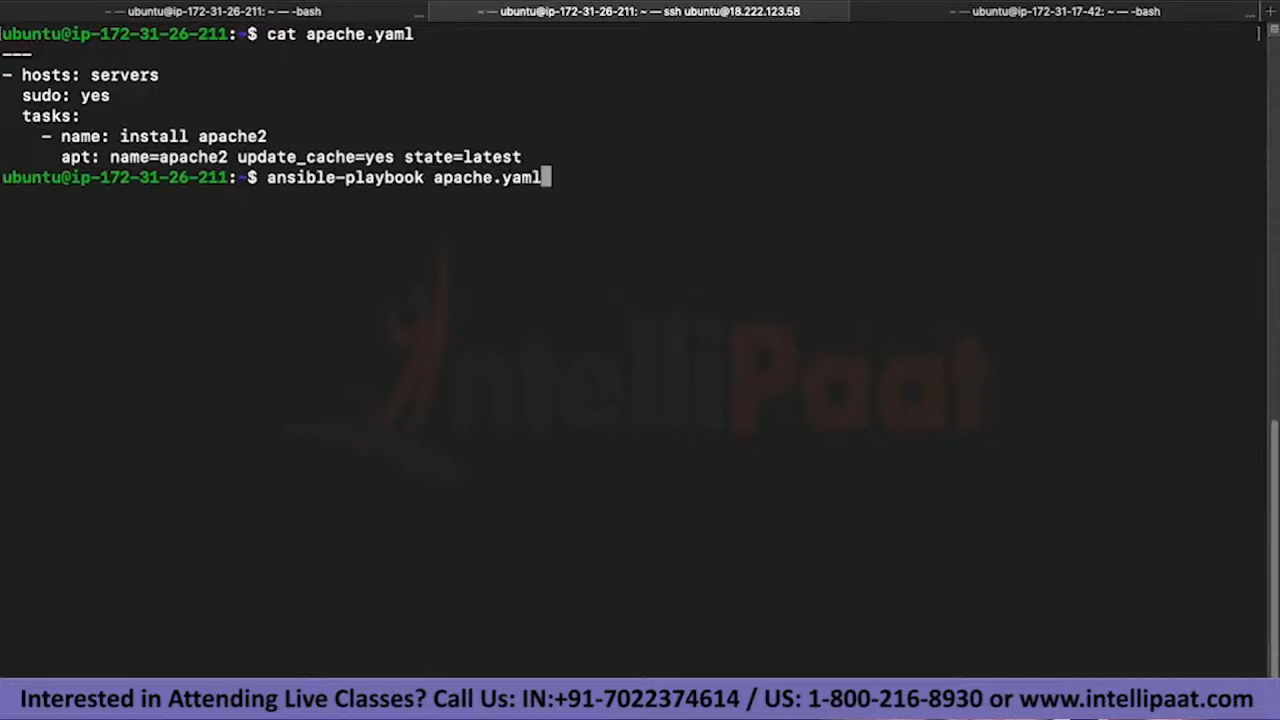 ~ — ubuntu@ip-172-31-26-211: ~ — -bash ... ~ — ubuntu@ip-172-31-26-211: ~ — ssh ubuntu@18.222.123.58 ~ — ubuntu@ip-172-31-17-42: ~ — -bash ... +
[ubuntu@ip-172-31-26-211:~$ cat apache.yaml ]
---
- hosts: servers
  sudo: yes
  tasks:
    - name: install apache2
      apt: name=apache2 update_cache=yes state=latest
ubuntu@ip-172-31-26-211:~$ ansible-playbook apache.yaml
IntelliPaat
Interested in Attending Live Classes? Call Us: IN:+91-7022374614 / US: 1-800-216-8930 or www.intellipaat.com